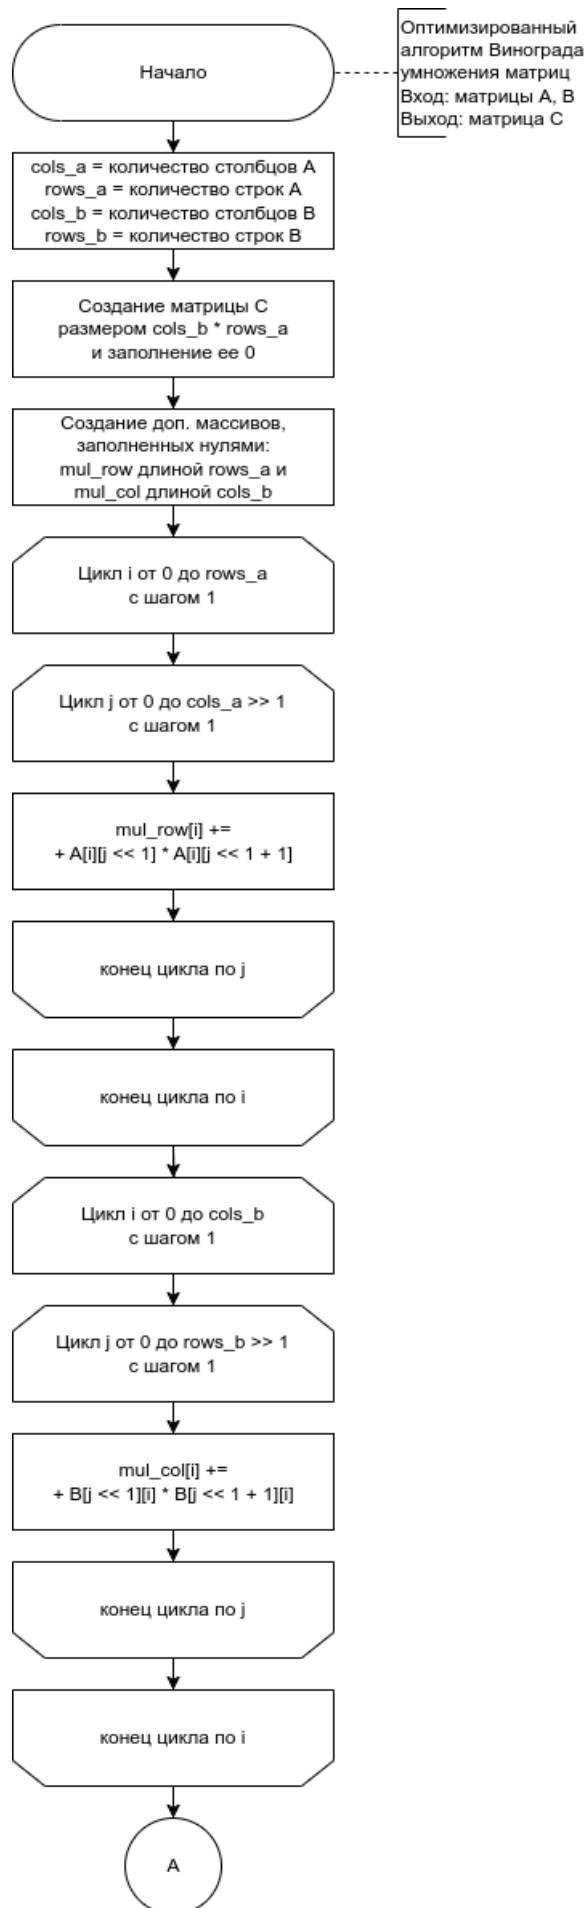 Начало
Оптимизированный
алгоритм Винограда
умножения матриц
Вход: матрицы A, B
Выход: матрица C
cols_a = количество столбцов A
rows_a = количество строк A
cols_b = количество столбцов B
rows_b = количество строк B
Создание матрицы C
размером cols_b * rows_a
и заполнение ее 0
Создание доп. массивов,
заполненных нулями:
mul_row длиной rows_a и
mul_col длиной cols_b
Цикл i от 0 до rows_a
с шагом 1
Цикл j от 0 до cols_a >> 1
с шагом 1
mul_row[i] +=
+ A[i][j << 1] * A[i][j << 1 + 1]
конец цикла по j
конец цикла по i
Цикл i от 0 до cols_b
с шагом 1
Цикл j от 0 до rows_b >> 1
с шагом 1
mul_col[i] +=
+ B[j << 1][i] * B[j << 1 + 1][i]
конец цикла по j
конец цикла по i
A